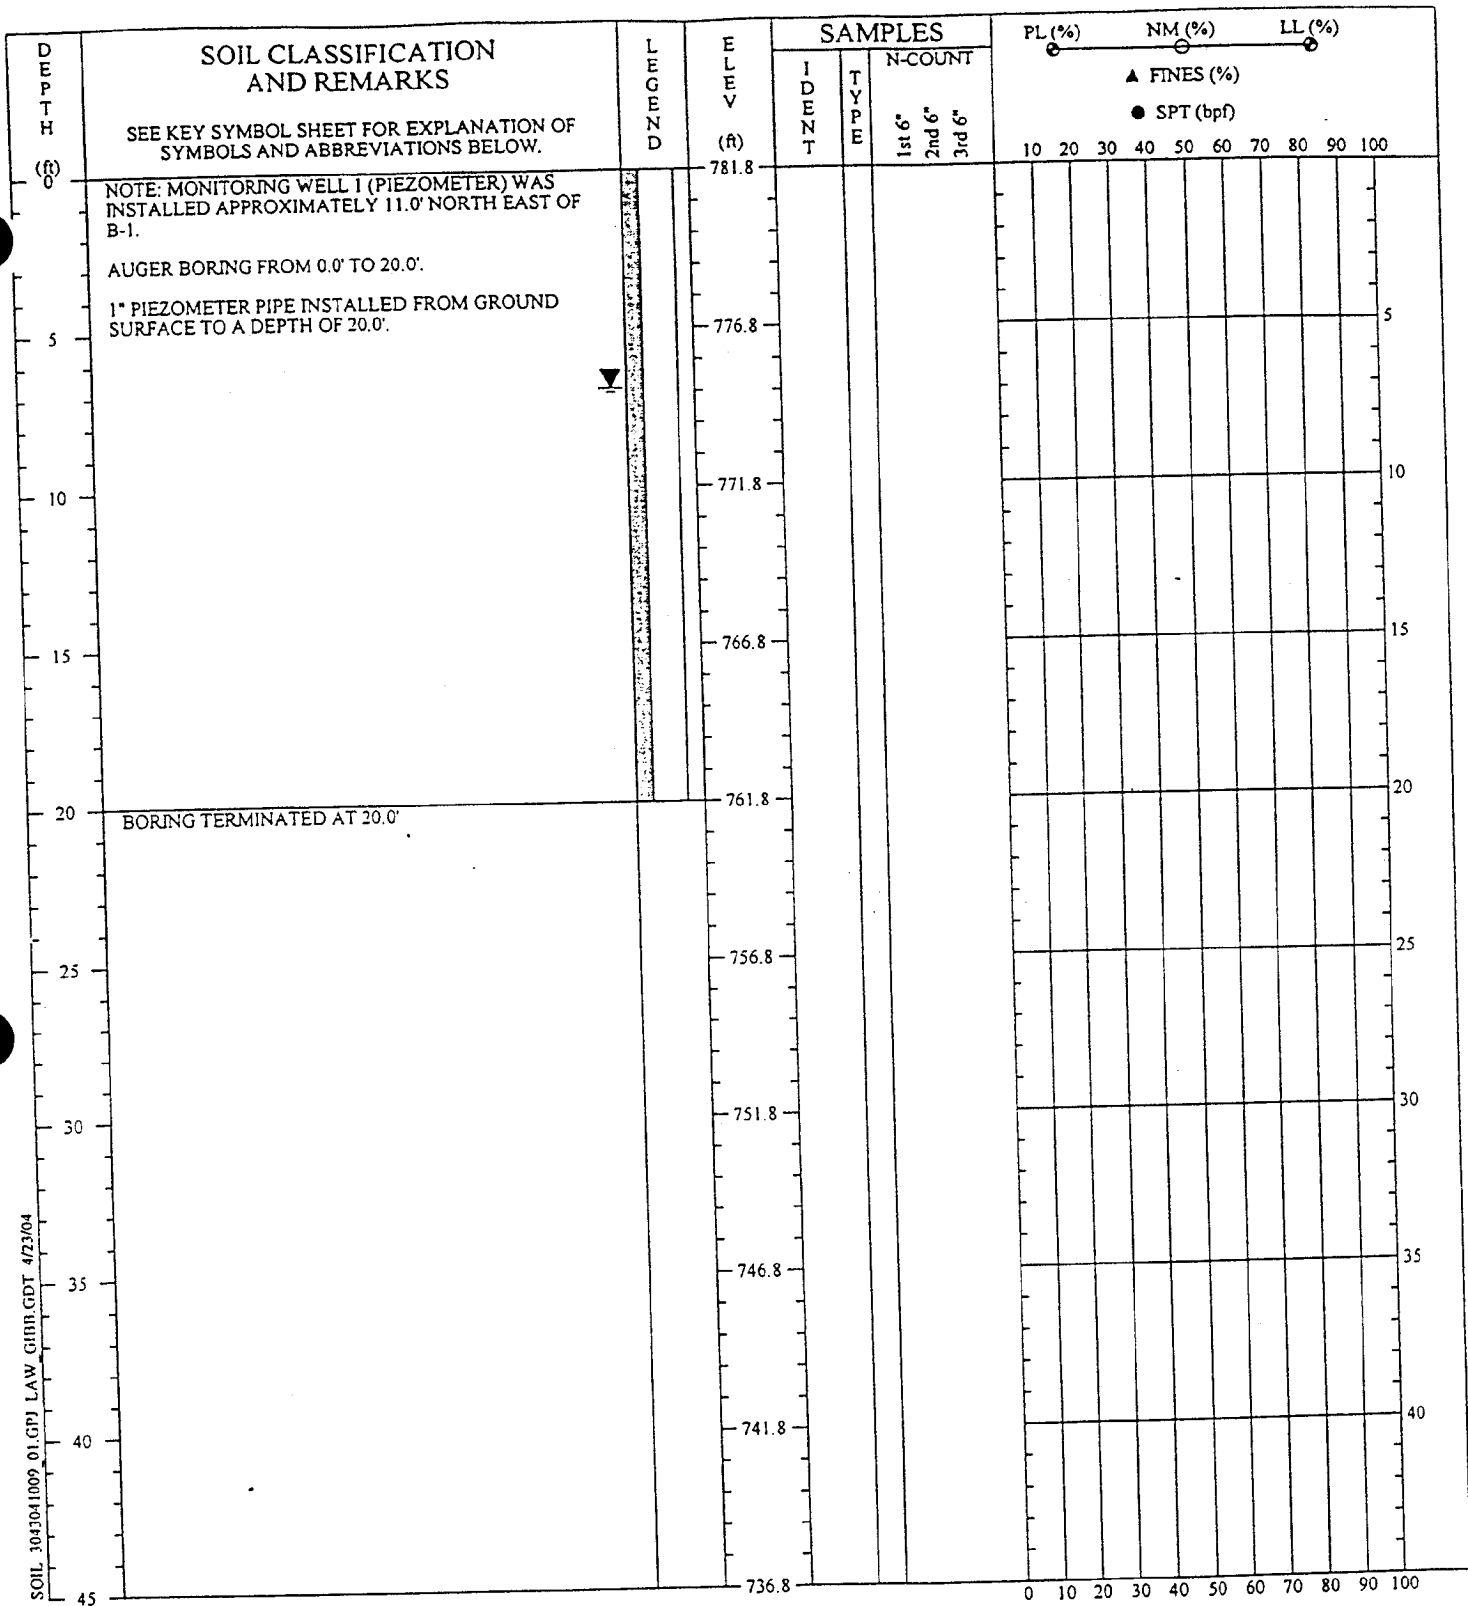 DEPTH
(ft)
SOIL CLASSIFICATION
AND REMARKS
SEE KEY SYMBOL SHEET FOR EXPLANATION OF
SYMBOLS AND ABBREVIATIONS BELOW.
LEGEND
ELEV
(ft)
SAMPLES
IDENT
TYPE
N-COUNT
1st 6"
2nd 6"
3rd 6"
PL (%) NM (%) LL (%)
▲ FINES (%)
● SPT (bpf)
10 20 30 40 50 60 70 80 90 100
0
781.8
NOTE: MONITORING WELL 1 (PIEZOMETER) WAS
INSTALLED APPROXIMATELY 11.0' NORTH EAST OF
B-1.
AUGER BORING FROM 0.0' TO 20.0'.
1" PIEZOMETER PIPE INSTALLED FROM GROUND
SURFACE TO A DEPTH OF 20.0'.
5 776.8 5
10 771.8 10
15 766.8 15
20 761.8 20
BORING TERMINATED AT 20.0'
25 756.8 25
30 751.8 30
35 746.8 35
40 741.8 40
45 736.8
0 10 20 30 40 50 60 70 80 90 100
SOIL 3043041009_01.GPJ LAW_GIBB.GDT 4/23/04